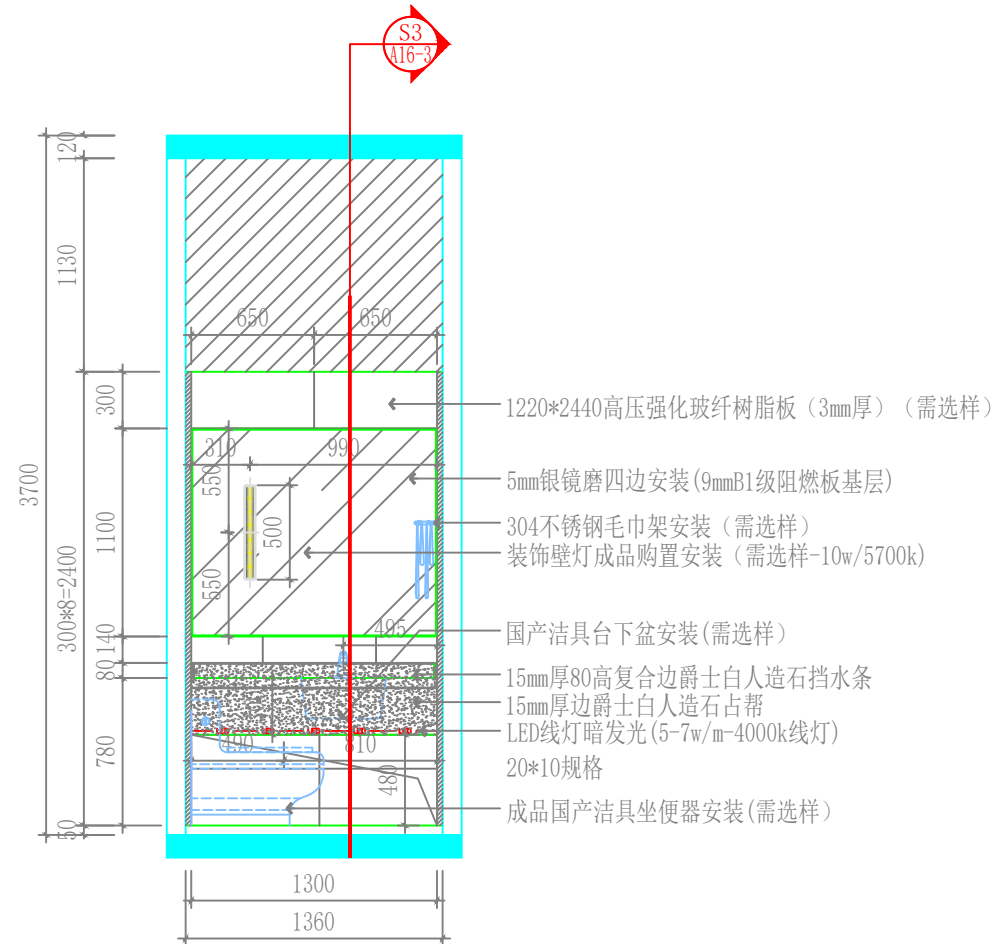 S3
A16-3
120
1130
650
650
300
1220*2440高压强化玻纤树脂板（3mm厚）（需选样）
310
990
550
5mm银镜磨四边安装(9mmB1级阻燃板基层)
3700
1100
500
304不锈钢毛巾架安装（需选样）
装饰壁灯成品购置安装（需选样-10w/5700k)
550
300*8=2400
140
495
国产洁具台下盆安装(需选样）
80
15mm厚80高复合边爵士白人造石挡水条
15mm厚边爵士白人造石占帮
LED线灯暗发光(5-7w/m-4000k线灯)
490
810
780
480
20*10规格
成品国产洁具坐便器安装(需选样）
50
1300
1360